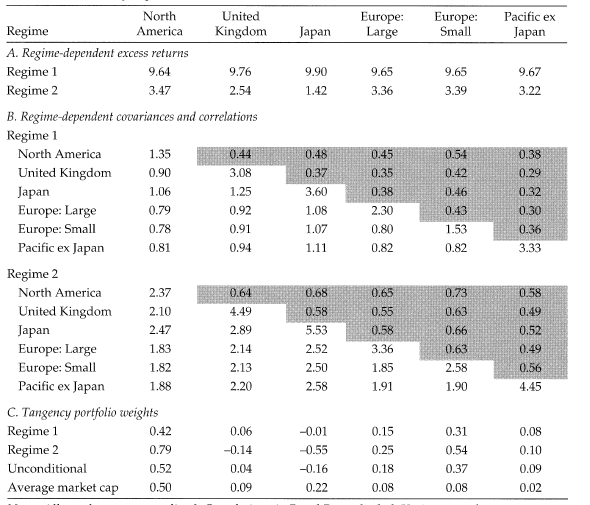 North United Europe: Europe: Pacific ex
Regime America Kingdom Japan Large Small Japan
A. Regime-dependent excess returns
Regime 1 9.64 9.76 9.90 9.65 9.65 9.67
Regime 2 3.47 2.54 1.42 3.36 3.39 3.22
B. Regime-dependent covariances and correlations
Regime 1
North America 1.35 0.44 0.48 0.45 0.54 0.38
United Kingdom 0.90 3.08 0.37 0.35 0.42 0.29
Japan 1.06 1.25 3.60 0.38 0.46 0.32
Europe: Large 0.79 0.92 1.08 2.30 0.43 0.30
Europe: Small 0.78 0.91 1.07 0.80 1.53 0.36
Pacific ex Japan 0.81 0.94 1.11 0.82 0.82 3.33
Regime 2
North America 2.37 0.64 0.68 0.65 0.73 0.58
United Kingdom 2.10 4.49 0.58 0.55 0.63 0.49
Japan 2.47 2.89 5.53 0.58 0.66 0.52
Europe: Large 1.83 2.14 2.52 3.36 0.63 0.49
Europe: Small 1.82 2.13 2.50 1.85 2.58 0.56
Pacific ex Japan 1.88 2.20 2.58 1.91 1.90 4.45
C. Tangency portfolio weights
Regime 1 0.42 0.06 –0.01 0.15 0.31 0.08
Regime 2 0.79 –0.14 –0.55 0.25 0.54 0.10
Unconditional 0.52 0.04 –0.16 0.18 0.37 0.09
Average market cap 0.50 0.09 0.22 0.08 0.08 0.02